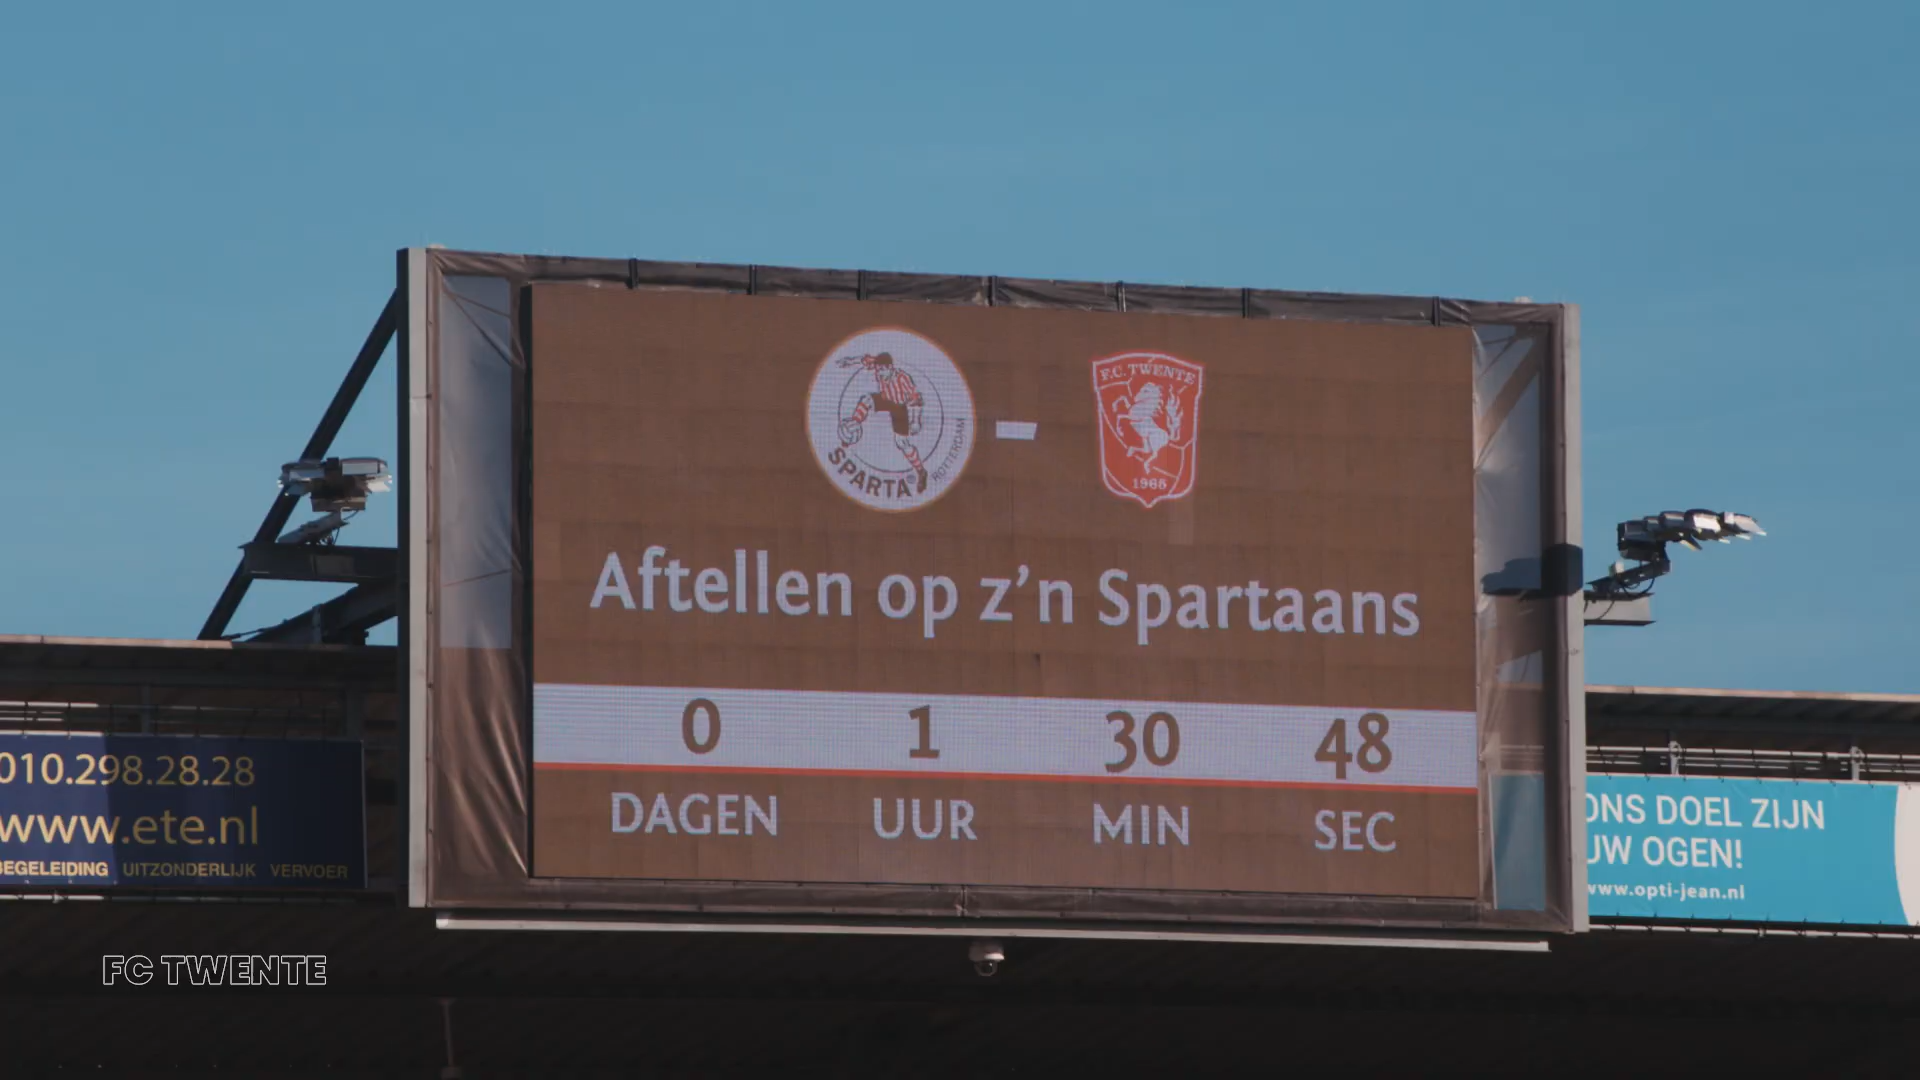 SPARTA
ROTTERDAM
F.C. TWENTE
1965
Aftellen op z'n Spartaans
0 1 30 48
DAGEN UUR MIN SEC
010.298.28.28
www.ete.nl
BEGELEIDING UITZONDERLIJK VERVOER
ONS DOEL ZIJN
UW OGEN!
www.opti-jean.nl
FC TWENTE